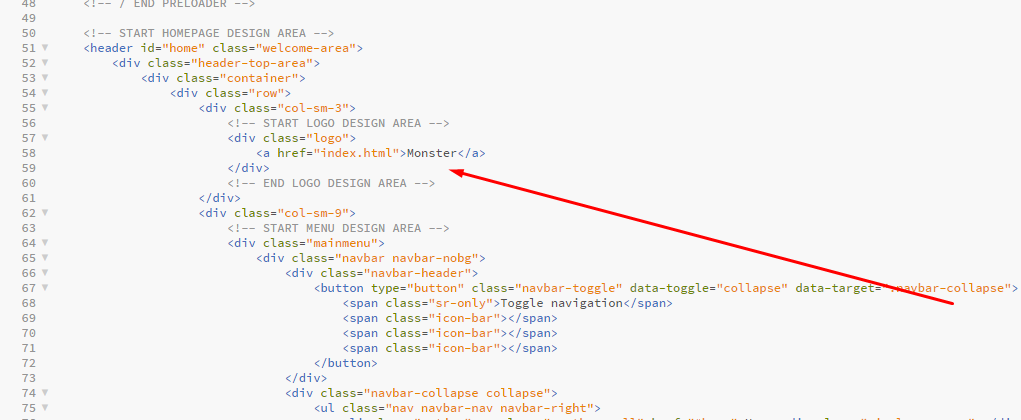 48 <!-- / END PRELOADER -->
49
50 <!-- START HOMEPAGE DESIGN AREA -->
51 <header id="home" class="welcome-area">
52 <div class="header-top-area">
53 <div class="container">
54 <div class="row">
55 <div class="col-sm-3">
56 <!-- START LOGO DESIGN AREA -->
57 <div class="logo">
58 <a href="index.html">Monster</a>
59 </div>
60 <!-- END LOGO DESIGN AREA -->
61 </div>
62 <div class="col-sm-9">
63 <!-- START MENU DESIGN AREA -->
64 <div class="mainmenu">
65 <div class="navbar navbar-nobg">
66 <div class="navbar-header">
67 <button type="button" class="navbar-toggle" data-toggle="collapse" data-target=".navbar-collapse">
68 <span class="sr-only">Toggle navigation</span>
69 <span class="icon-bar"></span>
70 <span class="icon-bar"></span>
71 <span class="icon-bar"></span>
72 </button>
73 </div>
74 <div class="navbar-collapse collapse">
75 <ul class="nav navbar-nav navbar-right">